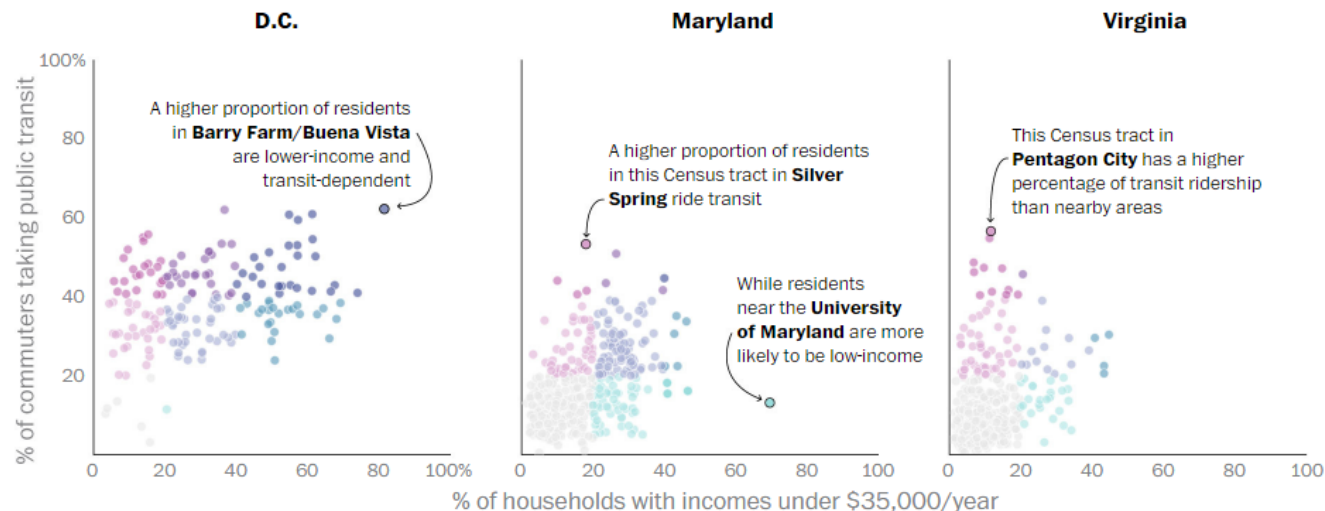 D.C.
Maryland
Virginia
% of commuters taking public transit
100%
80
60
40
20
A higher proportion of residents
in Barry Farm/Buena Vista
are lower-income and
transit-dependent
0
20
40
60
80
100%
A higher proportion of residents
in this Census tract in Silver
Spring ride transit
While residents
near the University
of Maryland are more
likely to be low-income
0
20
40
60
80
100
This Census tract in
Pentagon City has a higher
percentage of transit ridership
than nearby areas
0
20
40
60
80
100
% of households with incomes under $35,000/year